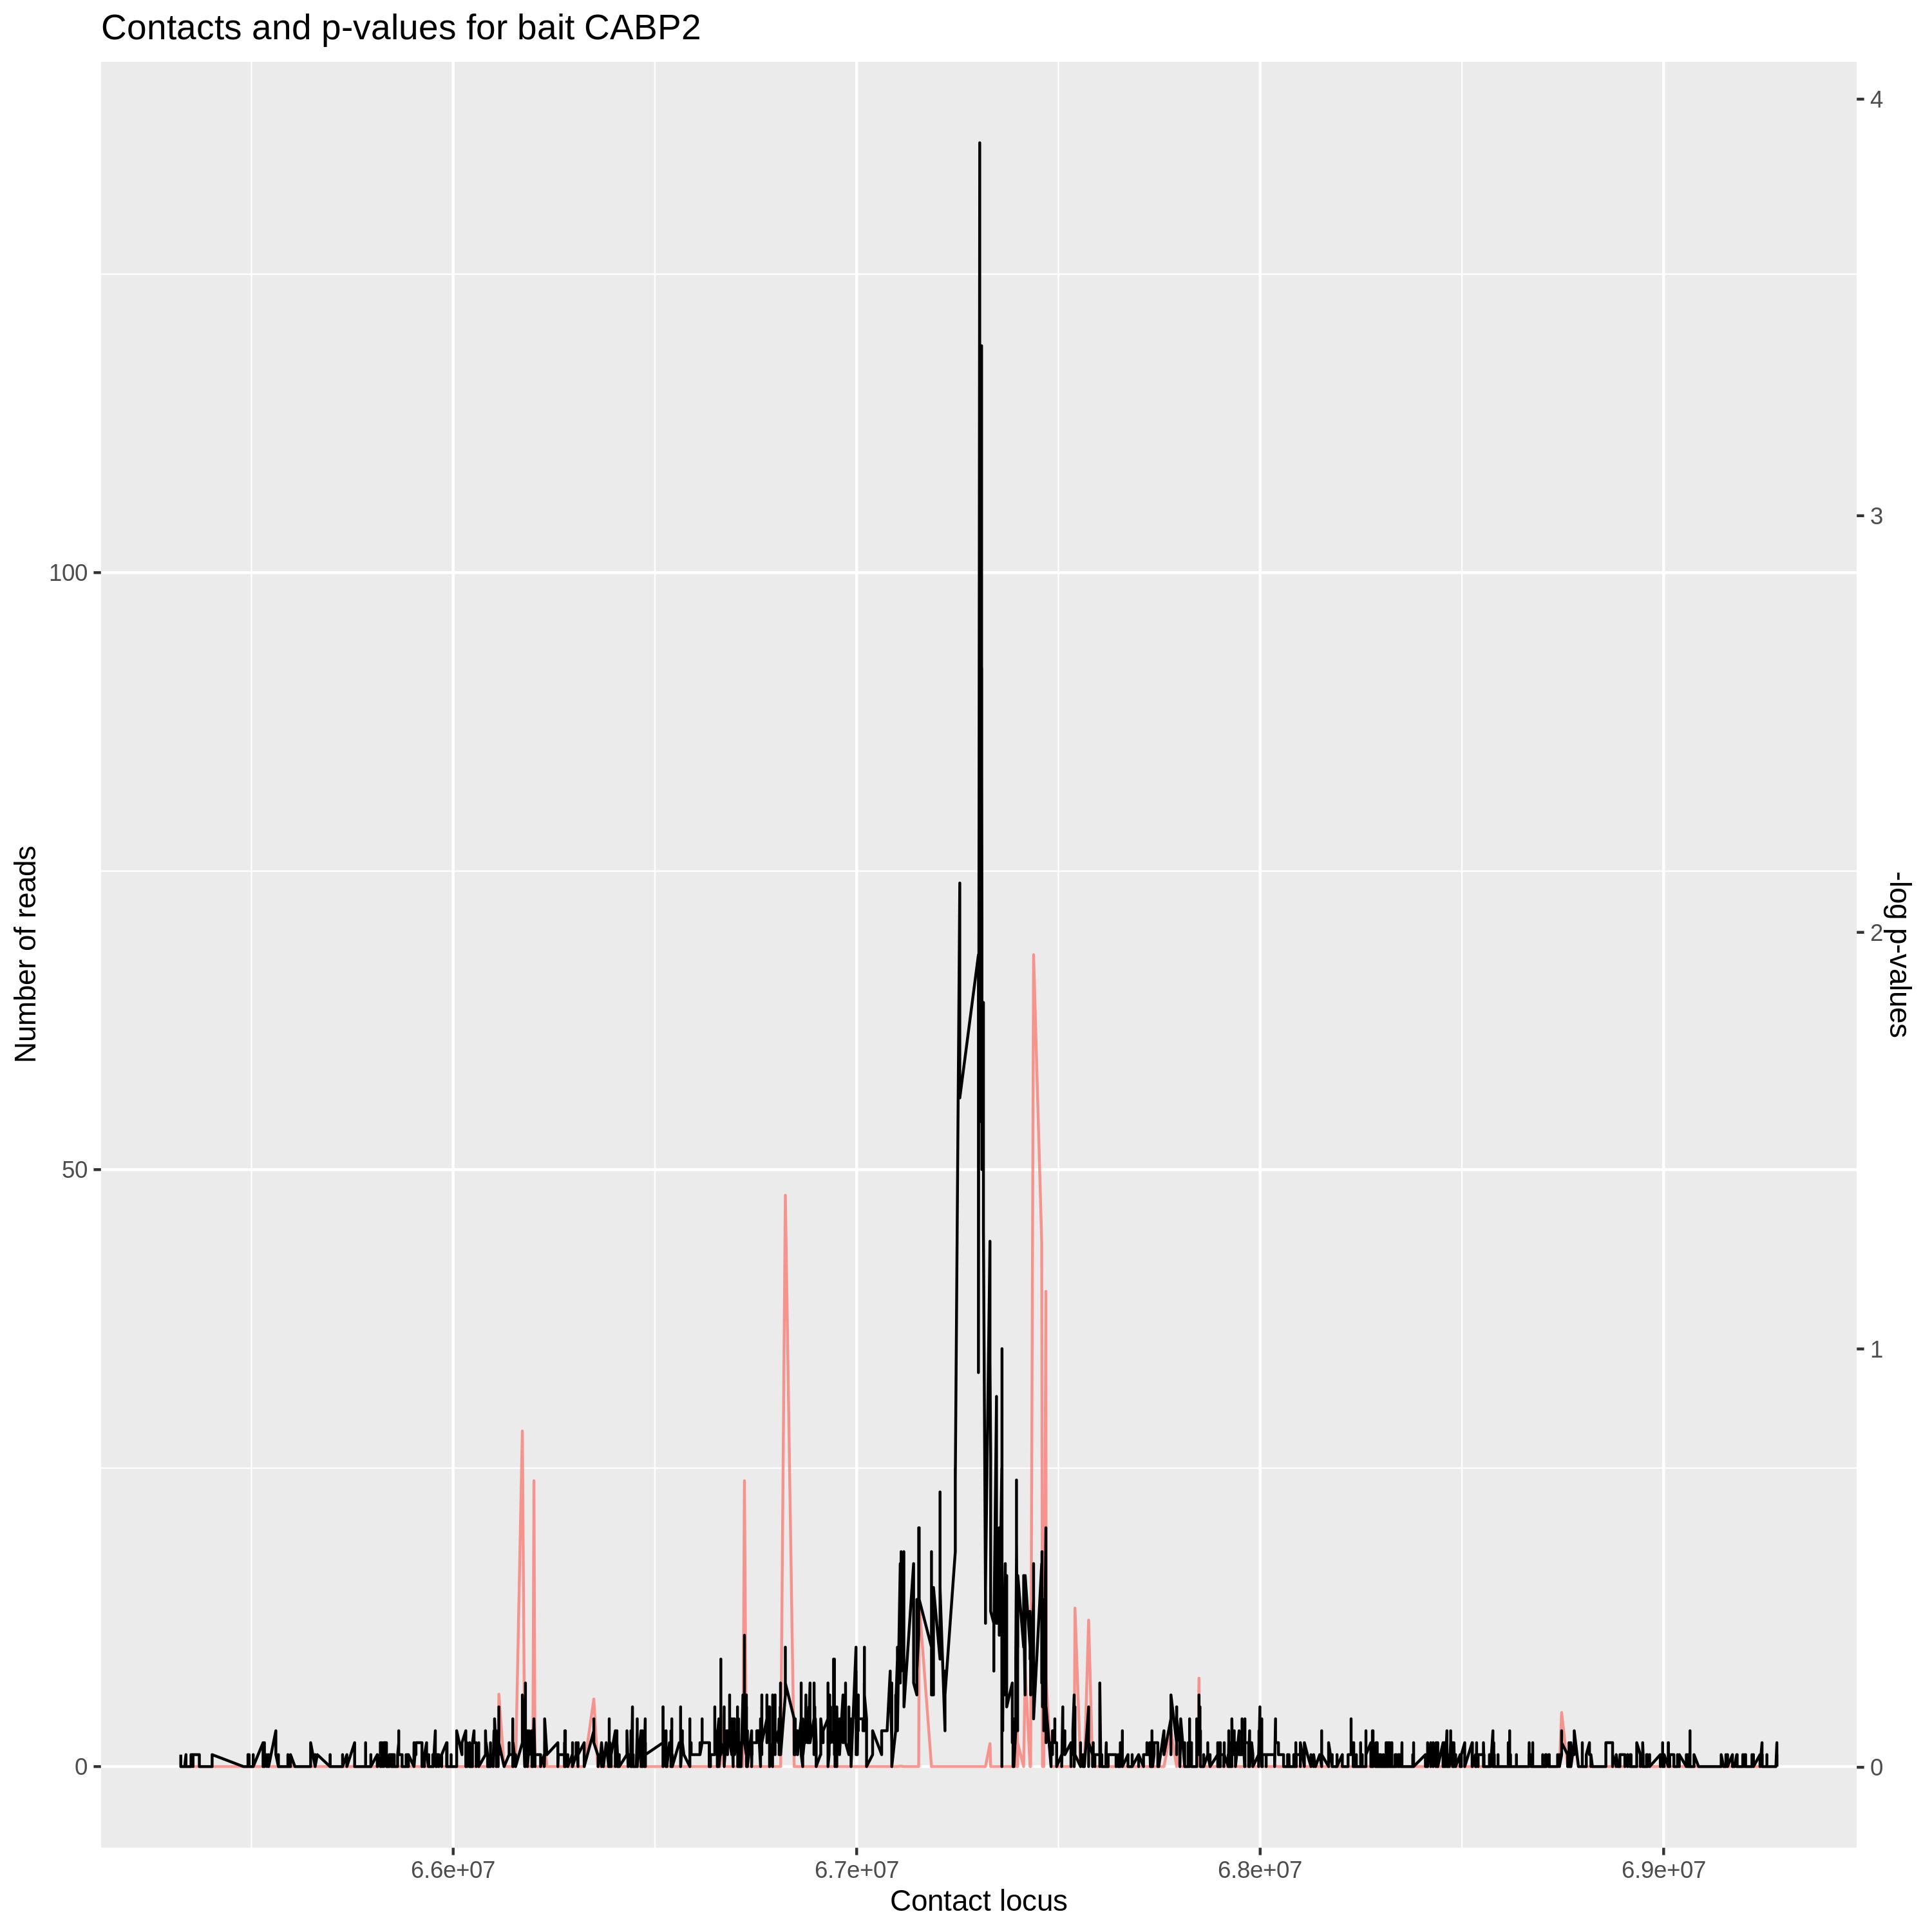 Contacts and p-values for bait CABP2
Number of reads
100
50
0
4
3
2
1
0
-log p-values
6.6e+07
6.7e+07
6.8e+07
6.9e+07
Contact locus